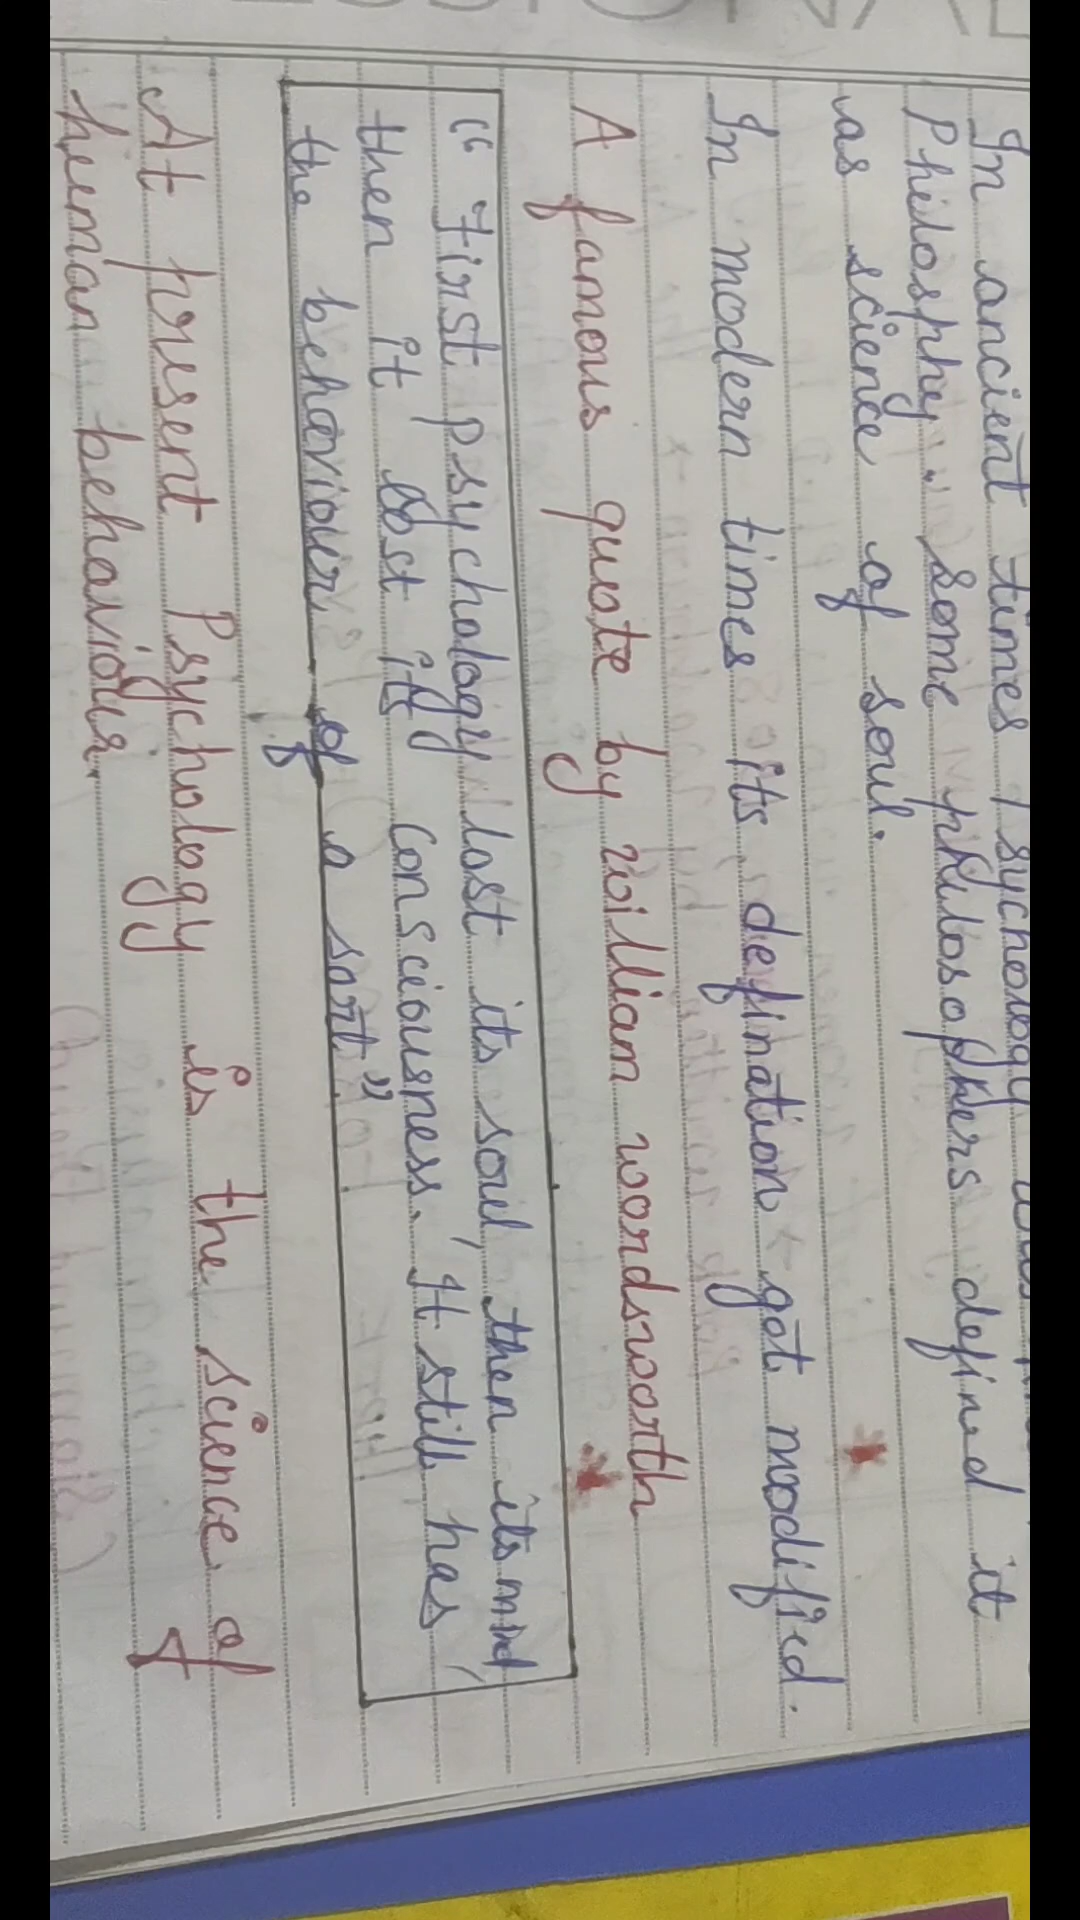 In ancient times Psychology was
Philosphy. Some philosophers defined it
as science of soul.
In modern times its defination got modified.
A famous quote by william wordsworth
"First psychology lost its soul, then its mind,
then it lost its consciousness. It still has
the behaviour of a sort"
At present Psychology is the science of
human behaviour.